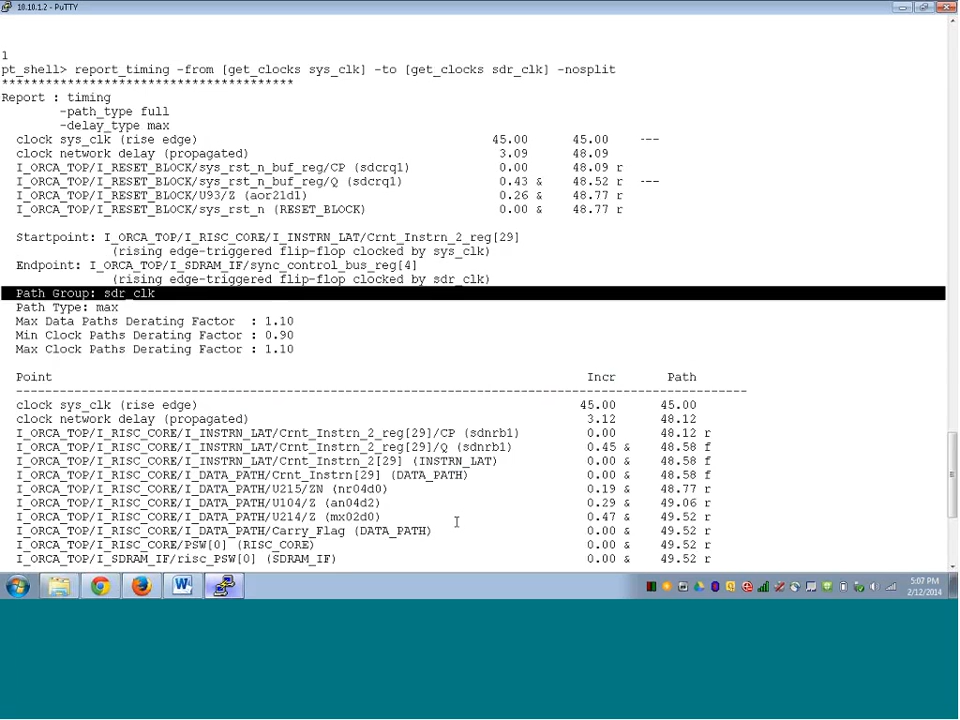 10.10.1.2 - PuTTY
1
pt_shell> report_timing -from [get_clocks sys_clk] -to [get_clocks sdr_clk] -nosplit
****************************************
Report : timing
-path_type full
-delay_type max
clock sys_clk (rise edge) 45.00 45.00 ---
clock network delay (propagated) 3.09 48.09
I_ORCA_TOP/I_RESET_BLOCK/sys_rst_n_buf_reg/CP (sdcrq1) 0.00 48.09 r
I_ORCA_TOP/I_RESET_BLOCK/sys_rst_n_buf_reg/Q (sdcrq1) 0.43 & 48.52 r ---
I_ORCA_TOP/I_RESET_BLOCK/U93/Z (aor21d1) 0.26 & 48.77 r
I_ORCA_TOP/I_RESET_BLOCK/sys_rst_n (RESET_BLOCK) 0.00 & 48.77 r
Startpoint: I_ORCA_TOP/I_RISC_CORE/I_INSTRN_LAT/Crnt_Instrn_2_reg[29]
(rising edge-triggered flip-flop clocked by sys_clk)
Endpoint: I_ORCA_TOP/I_SDRAM_IF/sync_control_bus_reg[4]
(rising edge-triggered flip-flop clocked by sdr_clk)
Path Group: sdr_clk
Path Type: max
Max Data Paths Derating Factor : 1.10
Min Clock Paths Derating Factor : 0.90
Max Clock Paths Derating Factor : 1.10
Point Incr Path
------------------------------------------------------------------------------------
clock sys_clk (rise edge) 45.00 45.00
clock network delay (propagated) 3.12 48.12
I_ORCA_TOP/I_RISC_CORE/I_INSTRN_LAT/Crnt_Instrn_2_reg[29]/CP (sdnrb1) 0.00 48.12 r
I_ORCA_TOP/I_RISC_CORE/I_INSTRN_LAT/Crnt_Instrn_2_reg[29]/Q (sdnrb1) 0.45 & 48.58 f
I_ORCA_TOP/I_RISC_CORE/I_INSTRN_LAT/Crnt_Instrn_2[29] (INSTRN_LAT) 0.00 & 48.58 f
I_ORCA_TOP/I_RISC_CORE/I_DATA_PATH/Crnt_Instrn[29] (DATA_PATH) 0.00 & 48.58 f
I_ORCA_TOP/I_RISC_CORE/I_DATA_PATH/U215/ZN (nr04d0) 0.19 & 48.77 r
I_ORCA_TOP/I_RISC_CORE/I_DATA_PATH/U104/Z (an04d2) 0.29 & 49.06 r
I_ORCA_TOP/I_RISC_CORE/I_DATA_PATH/U214/Z (mx02d0) 0.47 & 49.52 r
I_ORCA_TOP/I_RISC_CORE/I_DATA_PATH/Carry_Flag (DATA_PATH) 0.00 & 49.52 r
I_ORCA_TOP/I_RISC_CORE/PSW[0] (RISC_CORE) 0.00 & 49.52 r
I_ORCA_TOP/I_SDRAM_IF/risc_PSW[0] (SDRAM_IF) 0.00 & 49.52 r
5:07 PM
2/12/2014